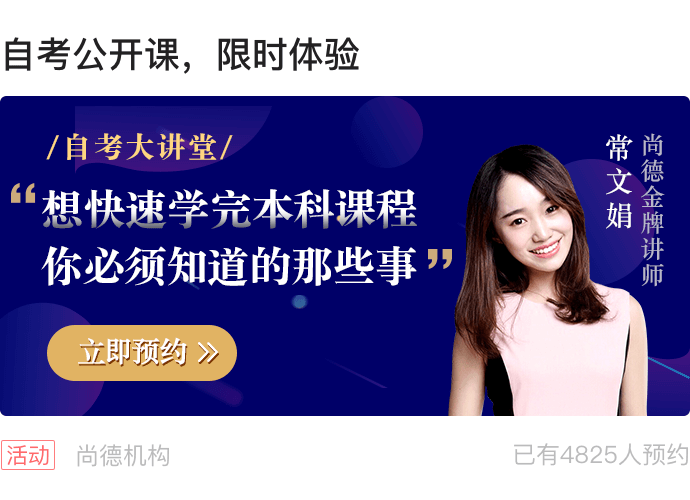 自考公开课，限时体验
/自考大讲堂/
“想快速学完本科课程
你必须知道的那些事”
立即预约 >>
常文娟
尚德金牌讲师
活动 尚德机构 已有4825人预约